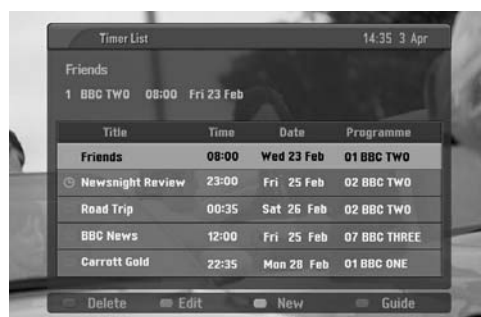 Timer List 14:35 3 Apr
Friends
1 BBC TWO 08:00 Fri 23 Feb
Title Time Date Programme
Friends 08:00 Wed 23 Feb 01 BBC TWO
Newsnight Review 23:00 Fri 25 Feb 02 BBC TWO
Road Trip 00:35 Sat 26 Feb 02 BBC TWO
BBC News 12:00 Fri 25 Feb 07 BBC THREE
Carrott Gold 22:35 Mon 28 Feb 01 BBC ONE
Delete Edit New Guide